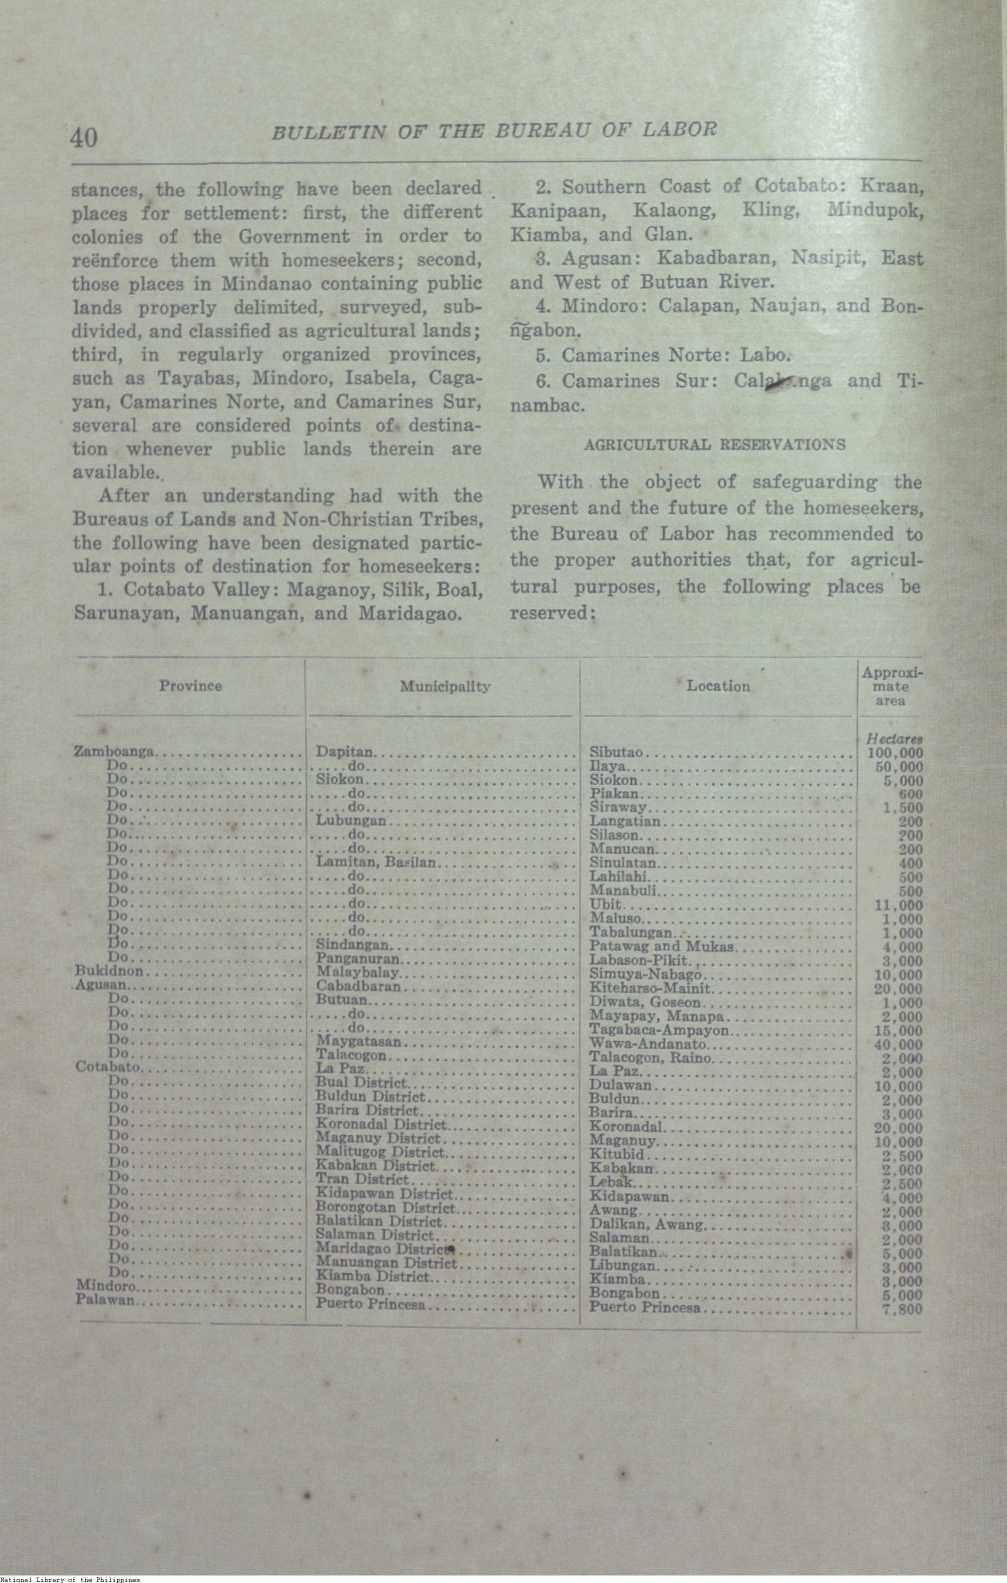 40
BULLETIN OF THE BUREAU OF LABOR
stances, the following have been declared
places for settlement: first, the different
colonies of the Government in order to
reënforce them with homeseekers; second,
those places in Mindanao containing public
lands properly delimited, surveyed, sub-
divided, and classified as agricultural lands;
third, in regularly organized provinces,
such as Tayabas, Mindoro, Isabela, Caga-
yan, Camarines Norte, and Camarines Sur,
several are considered points of destina-
tion whenever public lands therein are
available.
After an understanding had with the
Bureaus of Lands and Non-Christian Tribes,
the following have been designated partic-
ular points of destination for homeseekers:
1. Cotabato Valley: Maganoy, Silik, Boal,
Sarunayan, Manuangan, and Maridagao.
2. Southern Coast of Cotabato: Kraan,
Kanipaan, Kalaong, Kling, Mindupok,
Kiamba, and Glan.
3. Agusan: Kabadbaran, Nasipit, East
and West of Butuan River.
4. Mindoro: Calapan, Naujan, and Bon-
n͠gabon.
5. Camarines Norte: Labo.
6. Camarines Sur: and Ti-
nambac.
AGRICULTURAL RESERVATIONS
With the object of safeguarding the
present and the future of the homeseekers,
the Bureau of Labor has recommended to
the proper authorities that, for agricul-
tural purposes, the following places be
reserved:
Province Municipality Location Approxi-
mate
area
Hectares
Zamboanga Dapitan Sibutao 100,000
Do do Ilaya 50,000
Do Siokon Siokon 5,000
Do do Piakan 600
Do do Siraway 1,500
Do Lubungan Langatian 200
Do do Silason 200
Do do Manucan 200
Do Lamitan, Basilan Sinulatan 400
Do do Lahilahi 500
Do do Manabuli 500
Do do Ubit 11,000
Do do Maluso 1,000
Do do Tabalungan 1,000
Do Sindangan Patawag and Mukas 4,000
Do Panganuran Labason-Pikit 3,000
Bukidnon Malaybalay Simuya-Nabago 10,000
Agusan Cabadbaran Kiteharso-Mainit 20,000
Do Butuan Diwata, Goseon 1,000
Do do Mayapay, Manapa 2,000
Do do Tagabaca-Ampayon 15,000
Do Maygatasan Wawa-Andanato 40,000
Do Talacogon Talacogon, Raino 2,000
Cotabato La Paz La Paz 2,000
Do Bual District Dulawan 10,000
Do Buldun District Buldun 2,000
Do Barira District Barira 3,000
Do Koronadal District Koronadal 20,000
Do Maganuy District Maganuy 10,000
Do Malitugog District Kitubid 2,500
Do Kabakan District Kabakan 2,000
Do Tran District Lebak 2,500
Do Kidapawan District Kidapawan 4,000
Do Borongotan District Awang 2,000
Do Balatikan District Dalikan, Awang 3,000
Do Salaman District Salaman 2,000
Do Maridagao District Balatikan 5,000
Do Manuangan District Libungan 3,000
Do Kiamba District Kiamba 3,000
Mindoro Bongabon Bongabon 5,000
Palawan Puerto Princesa Puerto Princesa 7,800
National Library of the Philippines